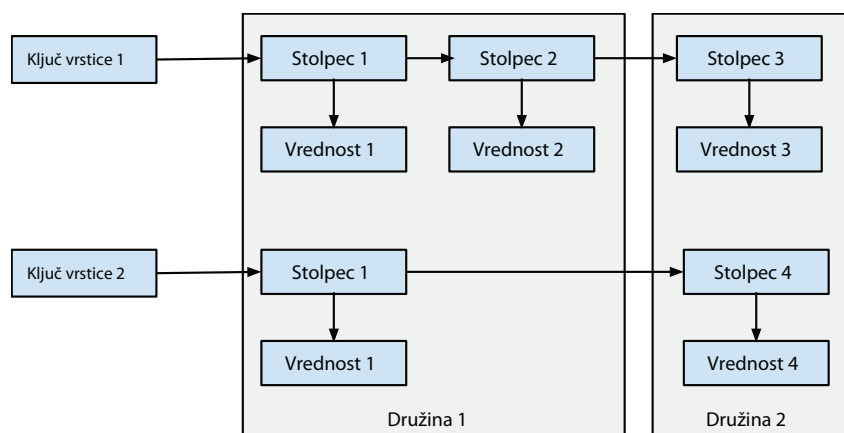 Ključ vrstice 1
Stolpec 1
Stolpec 2
Stolpec 3
Vrednost 1
Vrednost 2
Vrednost 3
Ključ vrstice 2
Stolpec 1
Stolpec 4
Vrednost 1
Vrednost 4
Družina 1
Družina 2